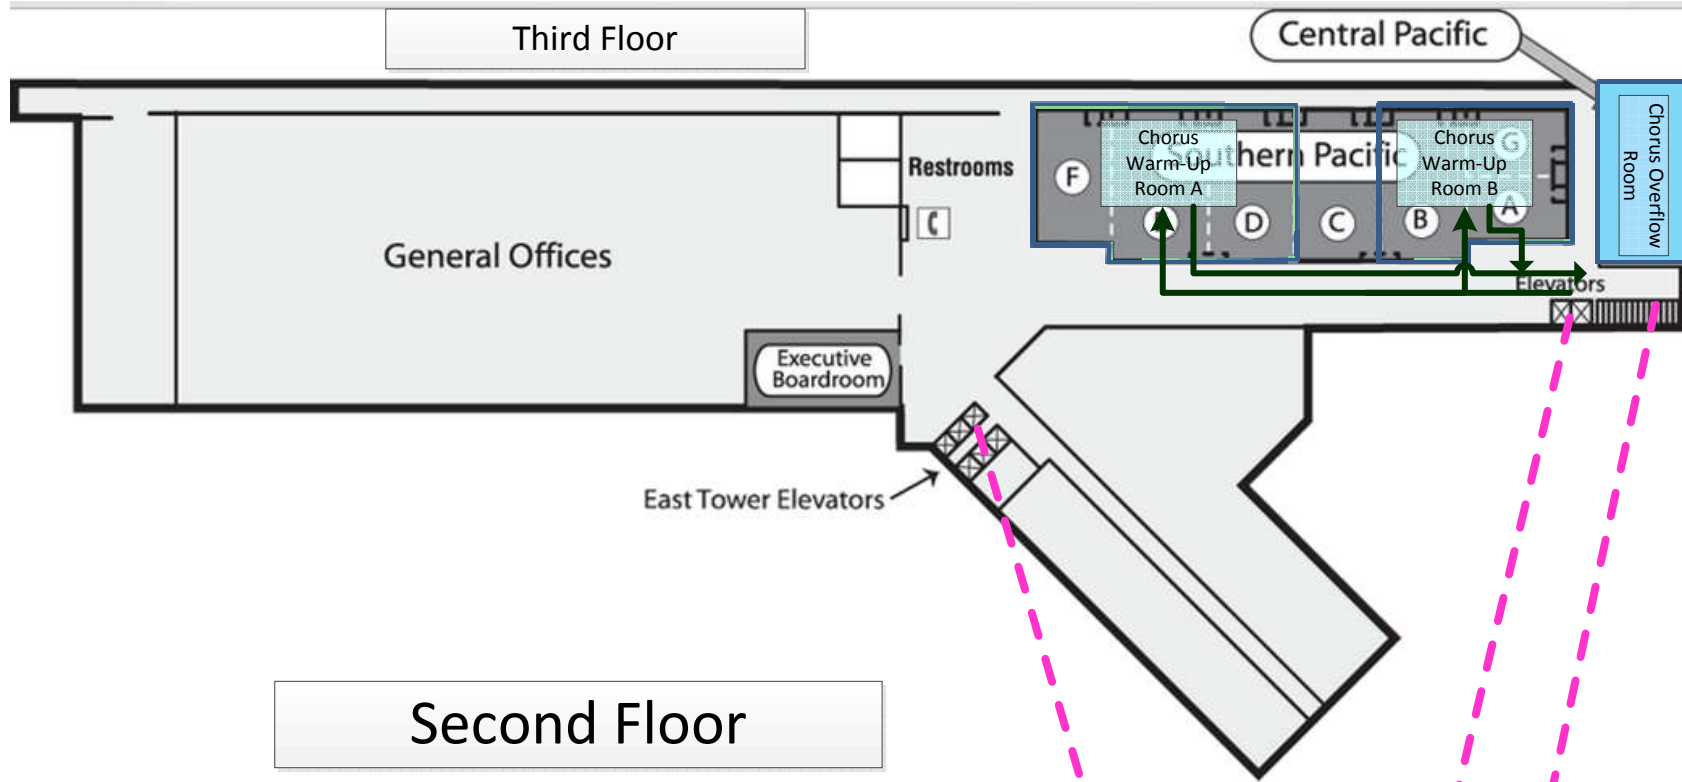 Third Floor
Central Pacific
Chorus
Warm-Up
Room A
Southern Pacific
Chorus
Warm-Up
Room B
G
Chorus Overflow
Room
Restrooms
F
A
D
C
B
General Offices
Elevators
Executive
Boardroom
East Tower Elevators
Second Floor